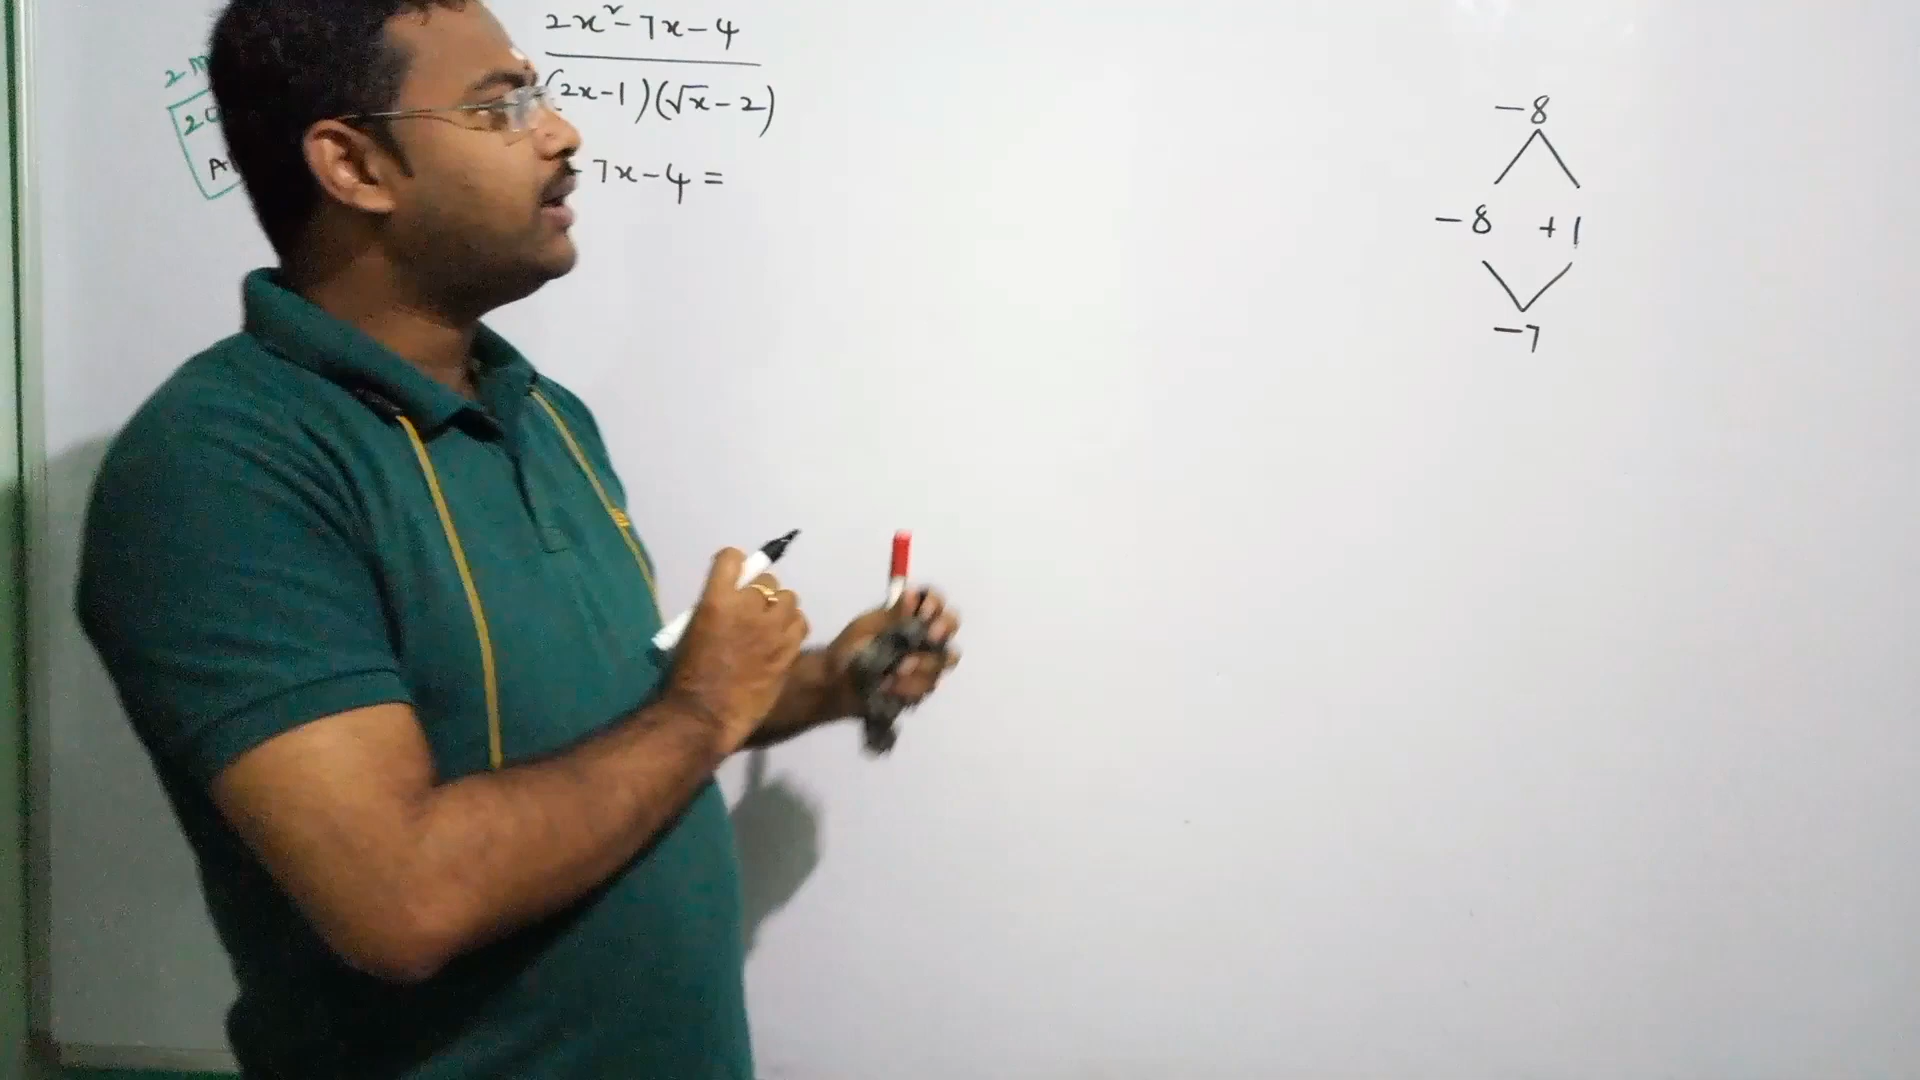 2x² - 7x - 4
(2x-1)(√x - 2)
7x - 4 =
-8
-8 +1
-7